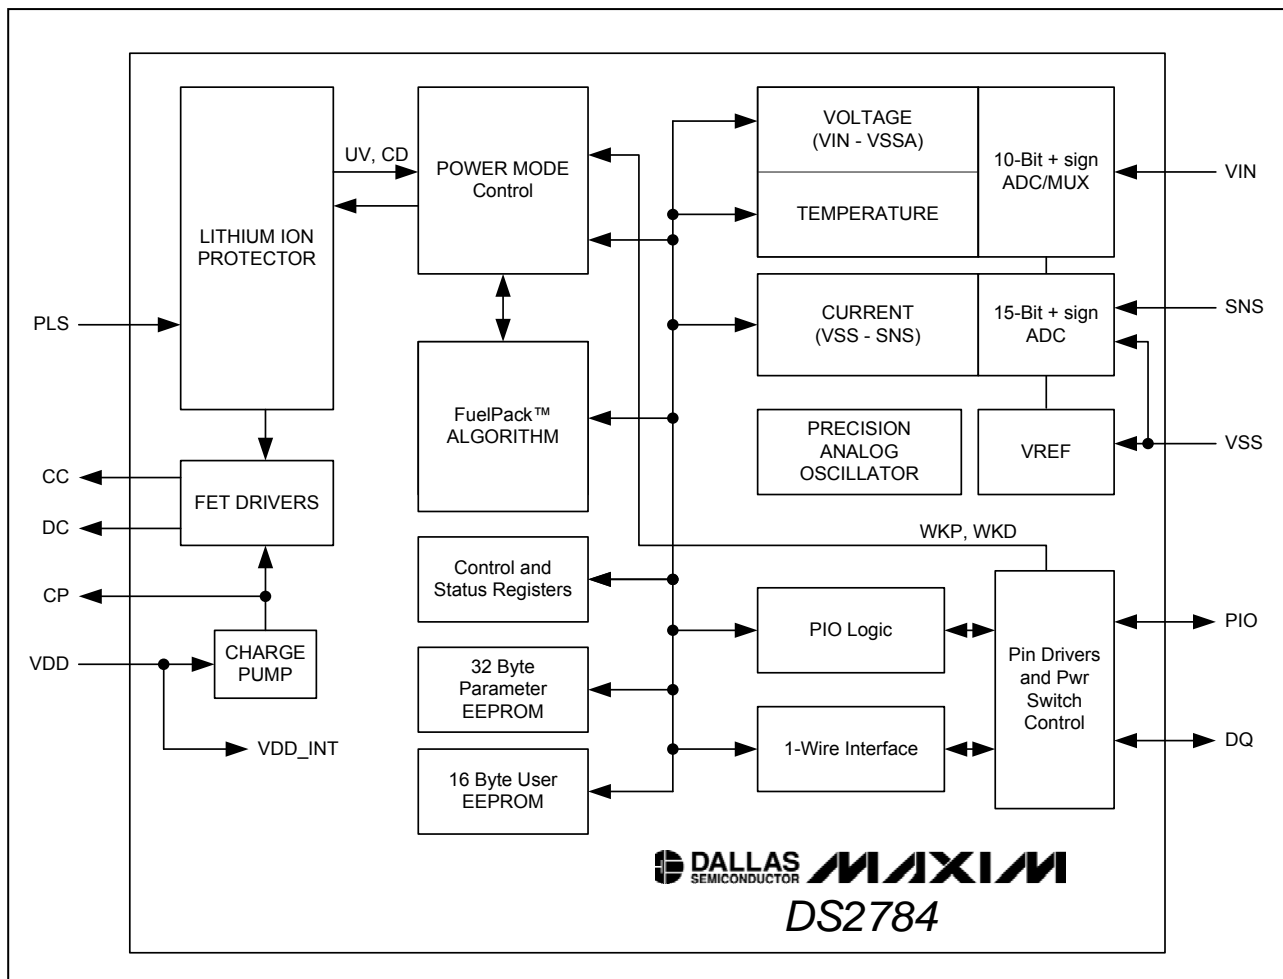 LITHIUM ION
PROTECTOR
UV, CD
POWER MODE
Control
VOLTAGE
(VIN - VSSA)
TEMPERATURE
10-Bit + sign
ADC/MUX
VIN
PLS
CURRENT
(VSS - SNS)
15-Bit + sign
ADC
SNS
FuelPack™
ALGORITHM
PRECISION
ANALOG
OSCILLATOR
VREF
VSS
CC
DC
FET DRIVERS
WKP, WKD
CP
Control and
Status Registers
PIO Logic
Pin Drivers
and Pwr
Switch
Control
PIO
VDD
CHARGE
PUMP
32 Byte
Parameter
EEPROM
VDD_INT
1-Wire Interface
DQ
16 Byte User
EEPROM
DALLAS
SEMICONDUCTOR
MAXIM
DS2784